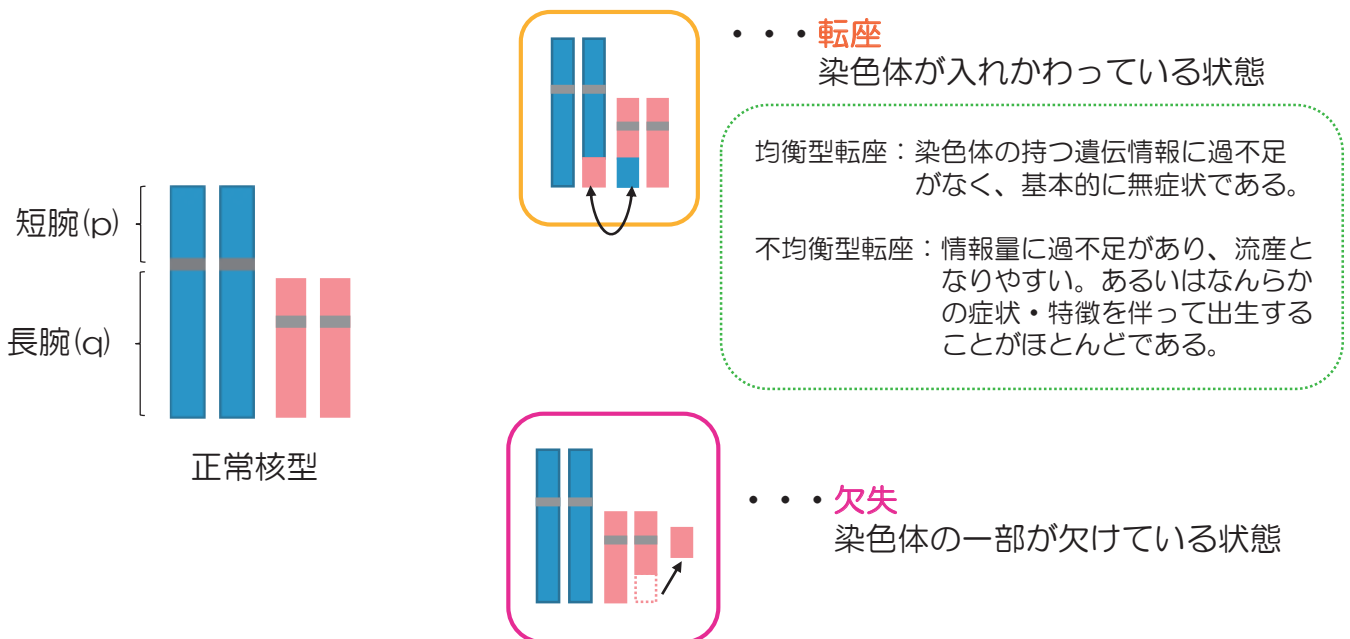 ・・・転座
染色体が入れかわっている状態
均衡型転座：染色体の持つ遺伝情報に過不足
がなく、基本的に無症状である。
不均衡型転座：情報量に過不足があり、流産と
なりやすい。あるいはなんらか
の症状・特徴を伴って出生する
ことがほとんどである。
短腕(p)
長腕(q)
正常核型
・・・欠失
染色体の一部が欠けている状態